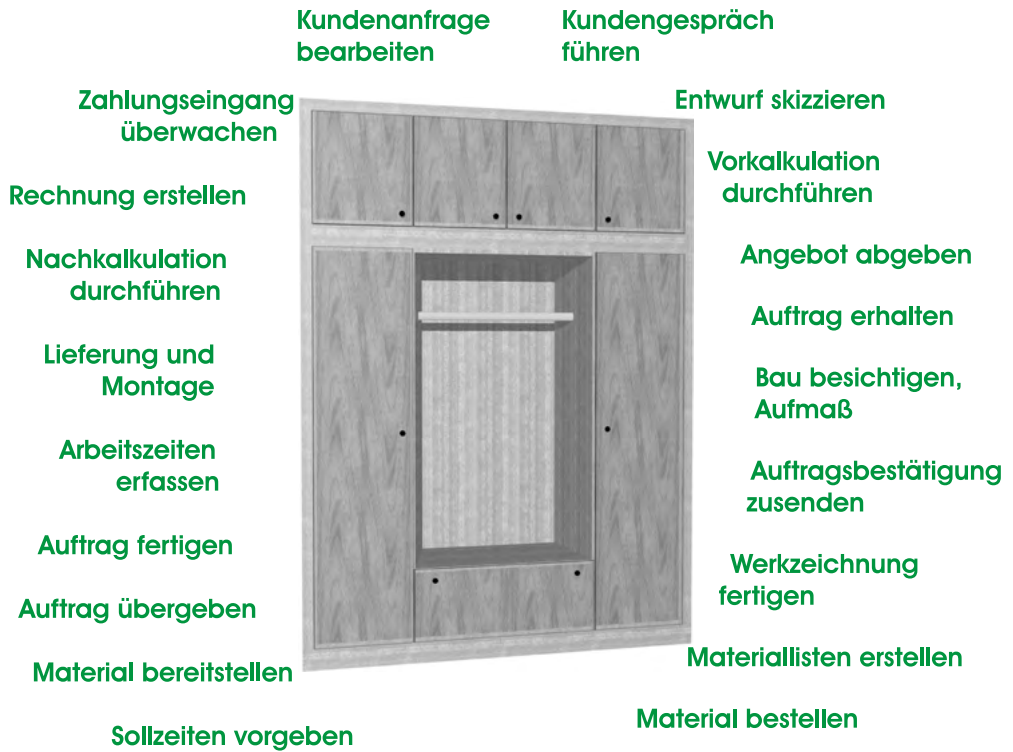 Kundenanfrage
bearbeiten
Kundengespräch
führen
Entwurf skizzieren
Vorkalkulation
durchführen
Angebot abgeben
Auftrag erhalten
Bau besichtigen,
Aufmaß
Auftragsbestätigung
zusenden
Werkzeichnung
fertigen
Materiallisten erstellen
Material bestellen
Sollzeiten vorgeben
Material bereitstellen
Auftrag übergeben
Auftrag fertigen
Arbeitszeiten
erfassen
Lieferung und
Montage
Nachkalkulation
durchführen
Rechnung erstellen
Zahlungseingang
überwachen